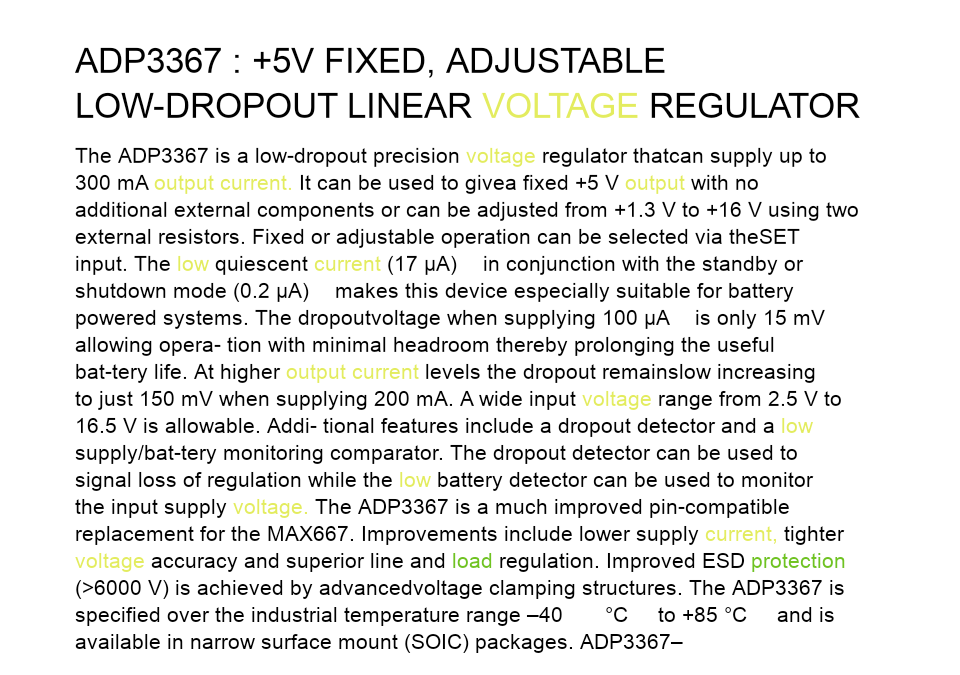 ADP3367 : +5V FIXED, ADJUSTABLE
LOW-DROPOUT LINEAR VOLTAGE REGULATOR
The ADP3367 is a low-dropout precision voltage regulator thatcan supply up to
300 mA output current. It can be used to givea fixed +5 V output with no
additional external components or can be adjusted from +1.3 V to +16 V using two
external resistors. Fixed or adjustable operation can be selected via theSET
input. The low quiescent current (17 µA) in conjunction with the standby or
shutdown mode (0.2 µA) makes this device especially suitable for battery
powered systems. The dropoutvoltage when supplying 100 µA is only 15 mV
allowing opera- tion with minimal headroom thereby prolonging the useful
bat-tery life. At higher output current levels the dropout remainslow increasing
to just 150 mV when supplying 200 mA. A wide input voltage range from 2.5 V to
16.5 V is allowable. Addi- tional features include a dropout detector and a low
supply/bat-tery monitoring comparator. The dropout detector can be used to
signal loss of regulation while the low battery detector can be used to monitor
the input supply voltage. The ADP3367 is a much improved pin-compatible
replacement for the MAX667. Improvements include lower supply current, tighter
voltage accuracy and superior line and load regulation. Improved ESD protection
(>6000 V) is achieved by advancedvoltage clamping structures. The ADP3367 is
specified over the industrial temperature range –40 °C to +85 °C and is
available in narrow surface mount (SOIC) packages. ADP3367–